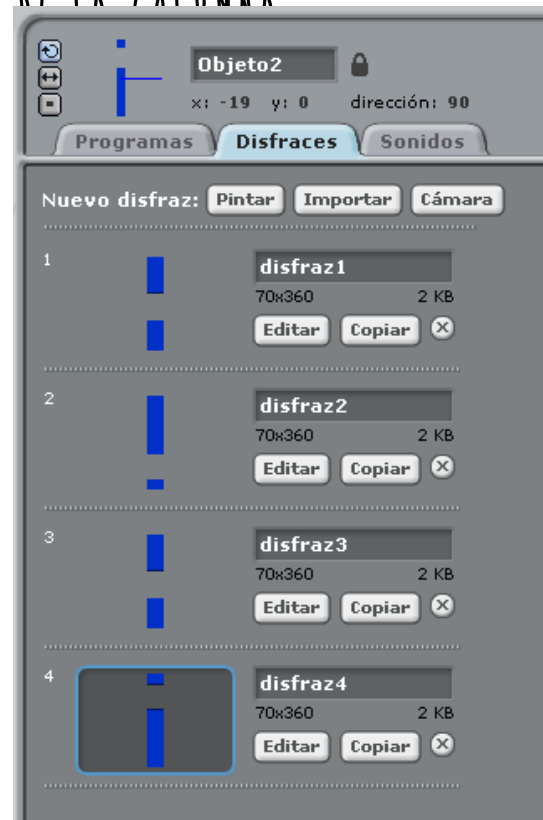 Objeto2
x: -19 y: 0 dirección: 90
Programas Disfraces Sonidos
Nuevo disfraz: Pintar Importar Cámara
1
disfraz1
70x360 2 KB
Editar Copiar
2
disfraz2
70x360 2 KB
Editar Copiar
3
disfraz3
70x360 2 KB
Editar Copiar
4
disfraz4
70x360 2 KB
Editar Copiar